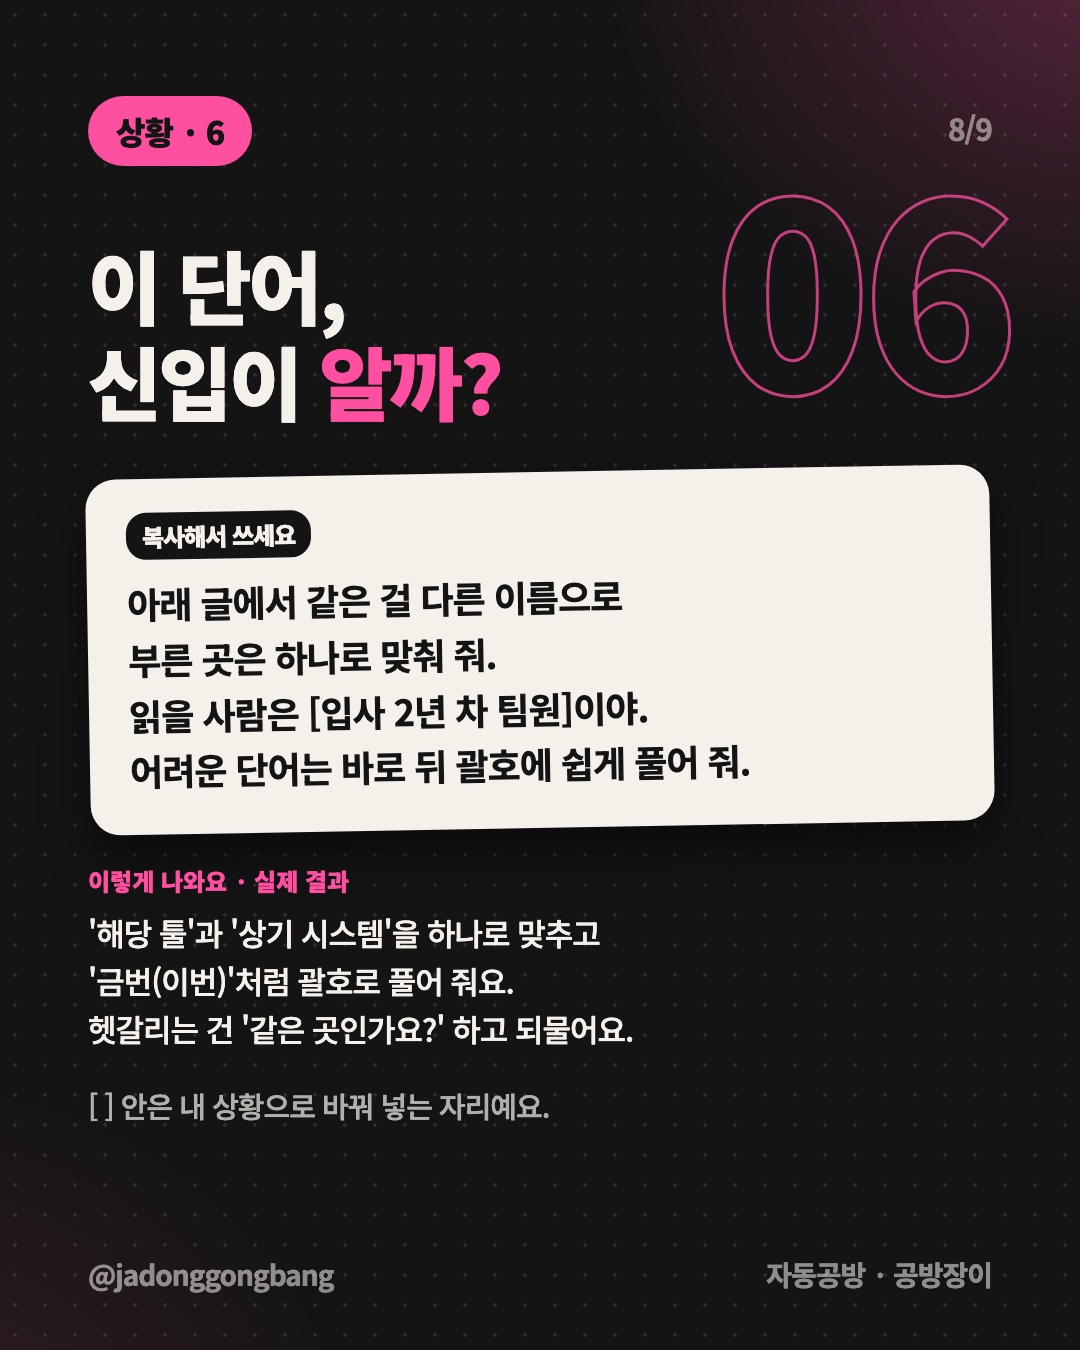 상황 · 6
8/9
06
이 단어,
신입이 알까?
복사해서 쓰세요
아래 글에서 같은 걸 다른 이름으로
부른 곳은 하나로 맞춰 줘.
읽을 사람은 [입사 2년 차 팀원]이야.
어려운 단어는 바로 뒤 괄호에 쉽게 풀어 줘.
이렇게 나와요 · 실제 결과
'해당 툴'과 '상기 시스템'을 하나로 맞추고
'금번(이번)'처럼 괄호로 풀어 줘요.
헷갈리는 건 '같은 곳인가요?' 하고 되물어요.
[ ] 안은 내 상황으로 바꿔 넣는 자리예요.
@jadonggongbang
자동공방 · 공방장이